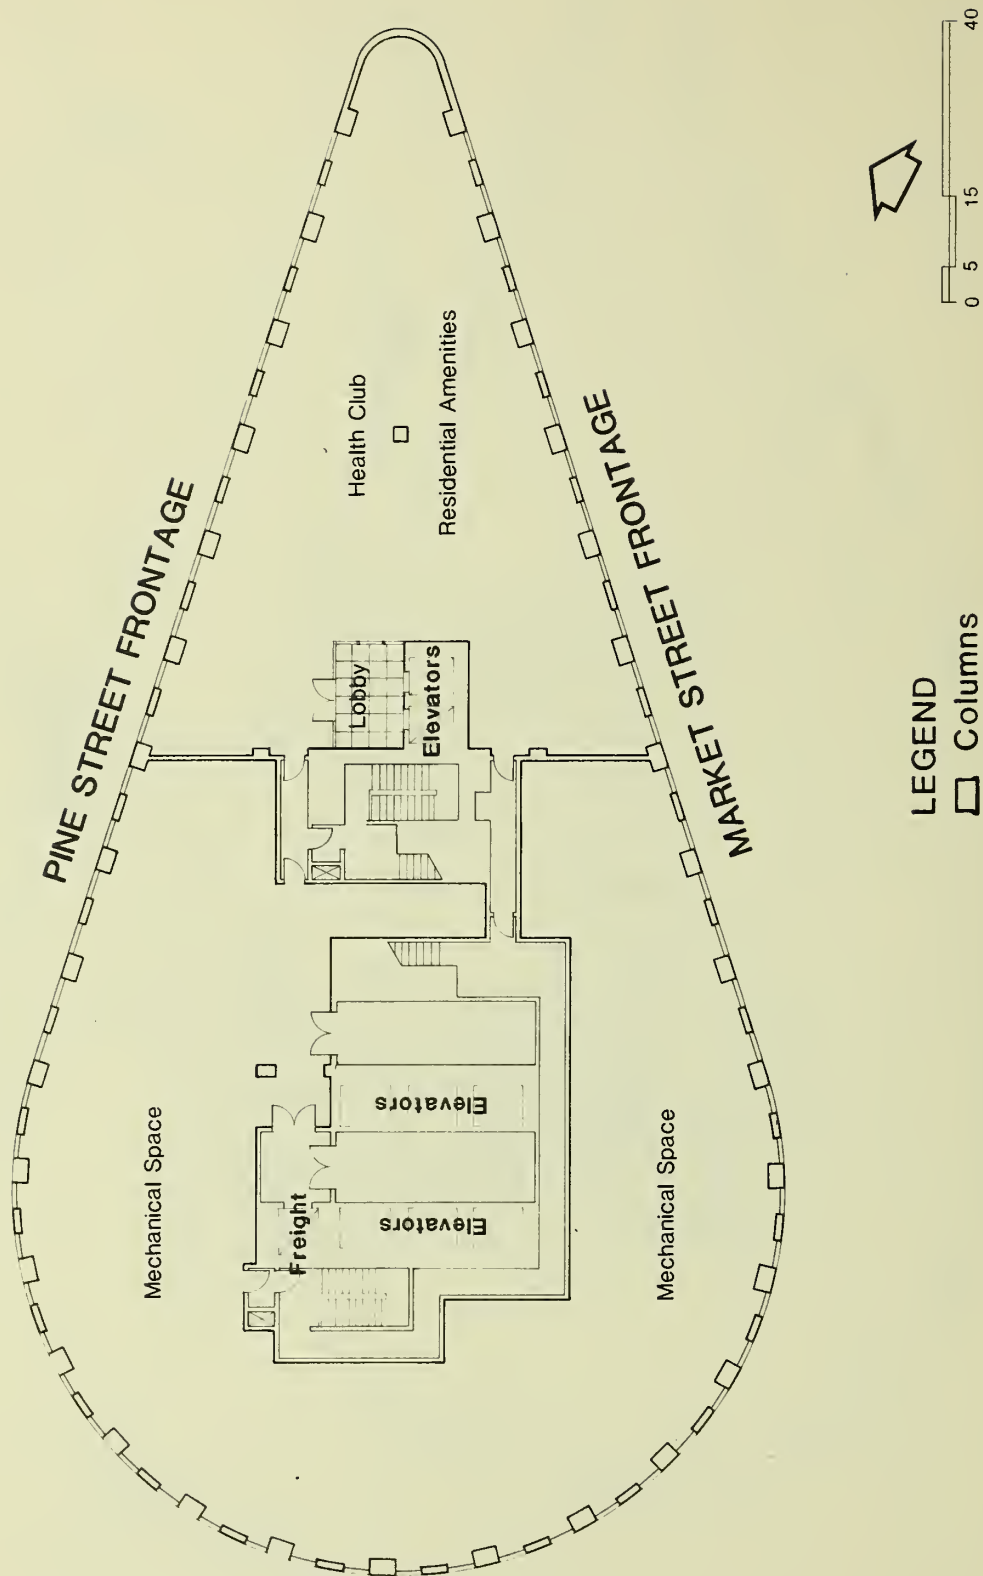 PINE STREET FRONTAGE
Mechanical Space
Freight
Elevators
Elevators
Lobby
Elevators
Health Club
Residential Amenities
Mechanical Space
MARKET STREET FRONTAGE
LEGEND
Columns
0 5 15 40